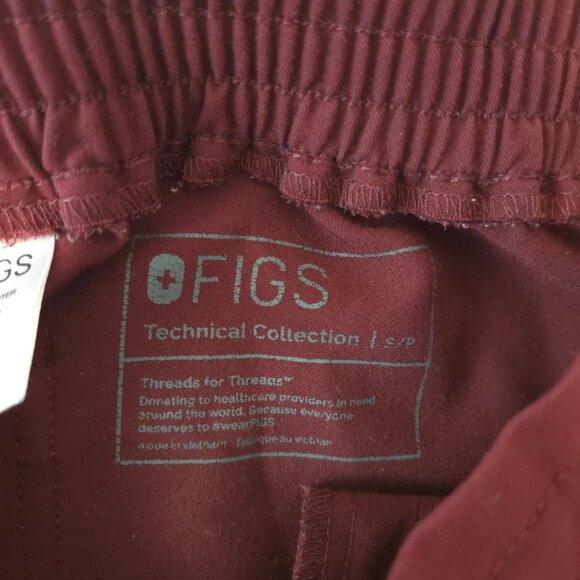 FIGS
Technical Collection | S/P
Threads for Threads™
Donating to healthcare providers in need
around the world. Because everyone
deserves to #wearFIGS
made in vietnam fabriqué au vietnam
GS